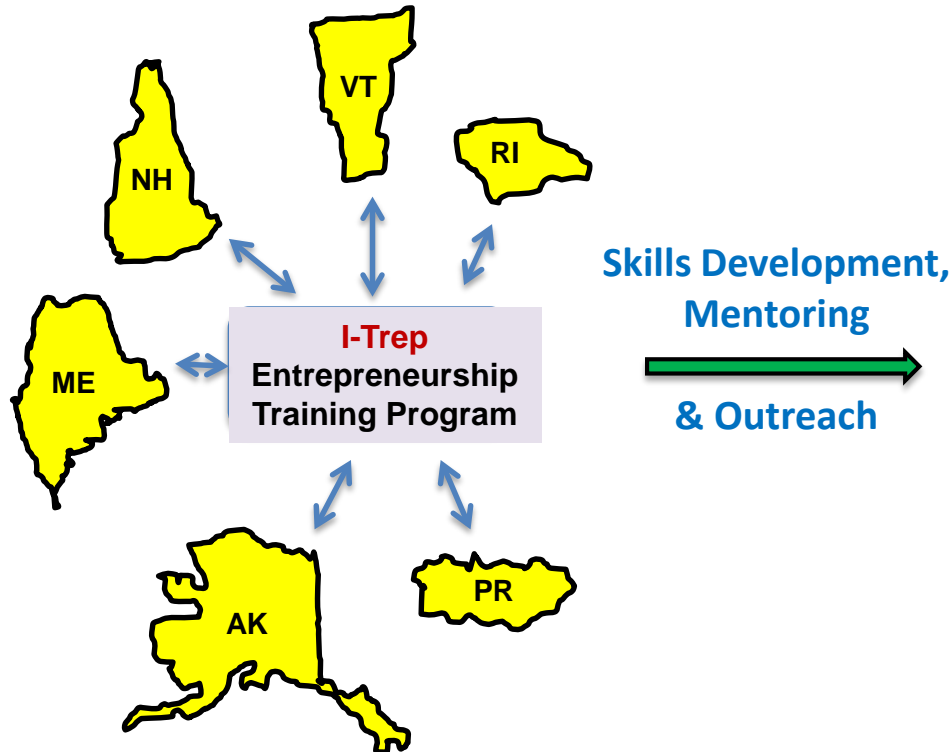 VT
RI
NH
Skills Development,
Mentoring
I-Trep
Entrepreneurship
Training Program
ME
& Outreach
PR
AK